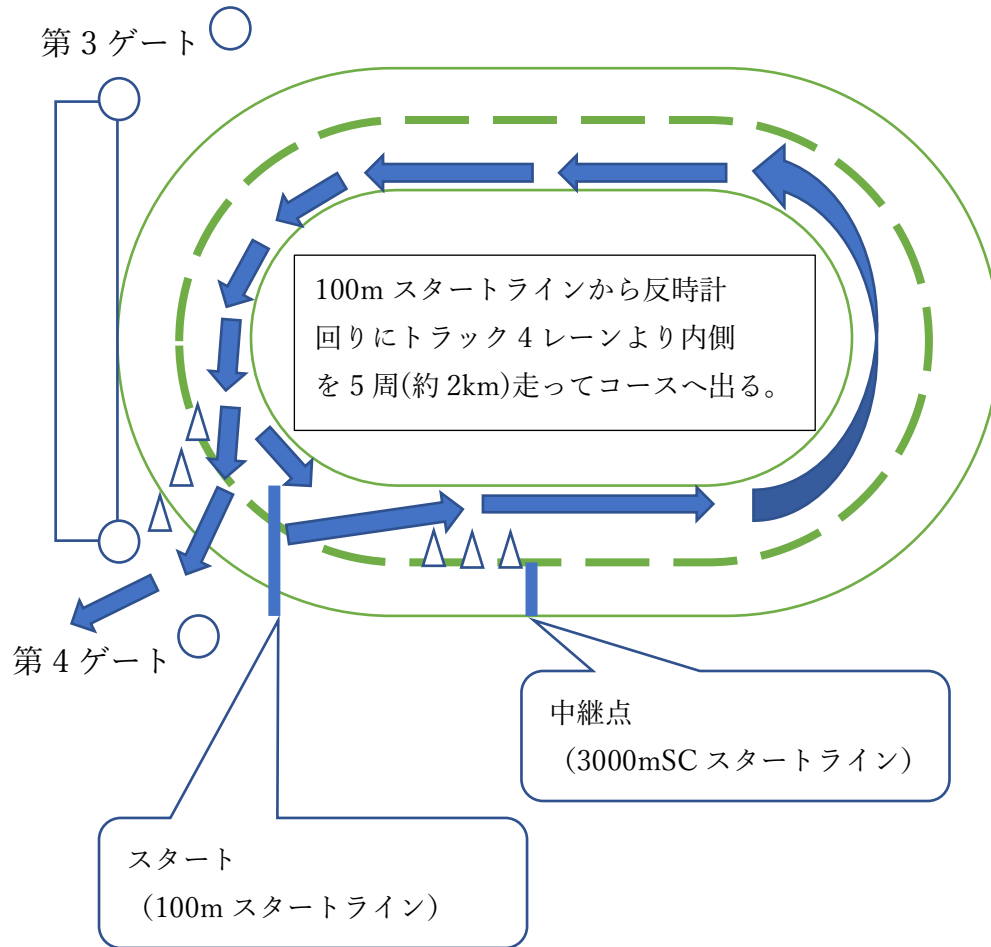 第３ゲート
100m スタートラインから反時計
回りにトラック 4 レーンより内側
を 5 周(約 2km)走ってコースへ出る。
第４ゲート
中継点
（3000mSC スタートライン）
スタート
（100m スタートライン）